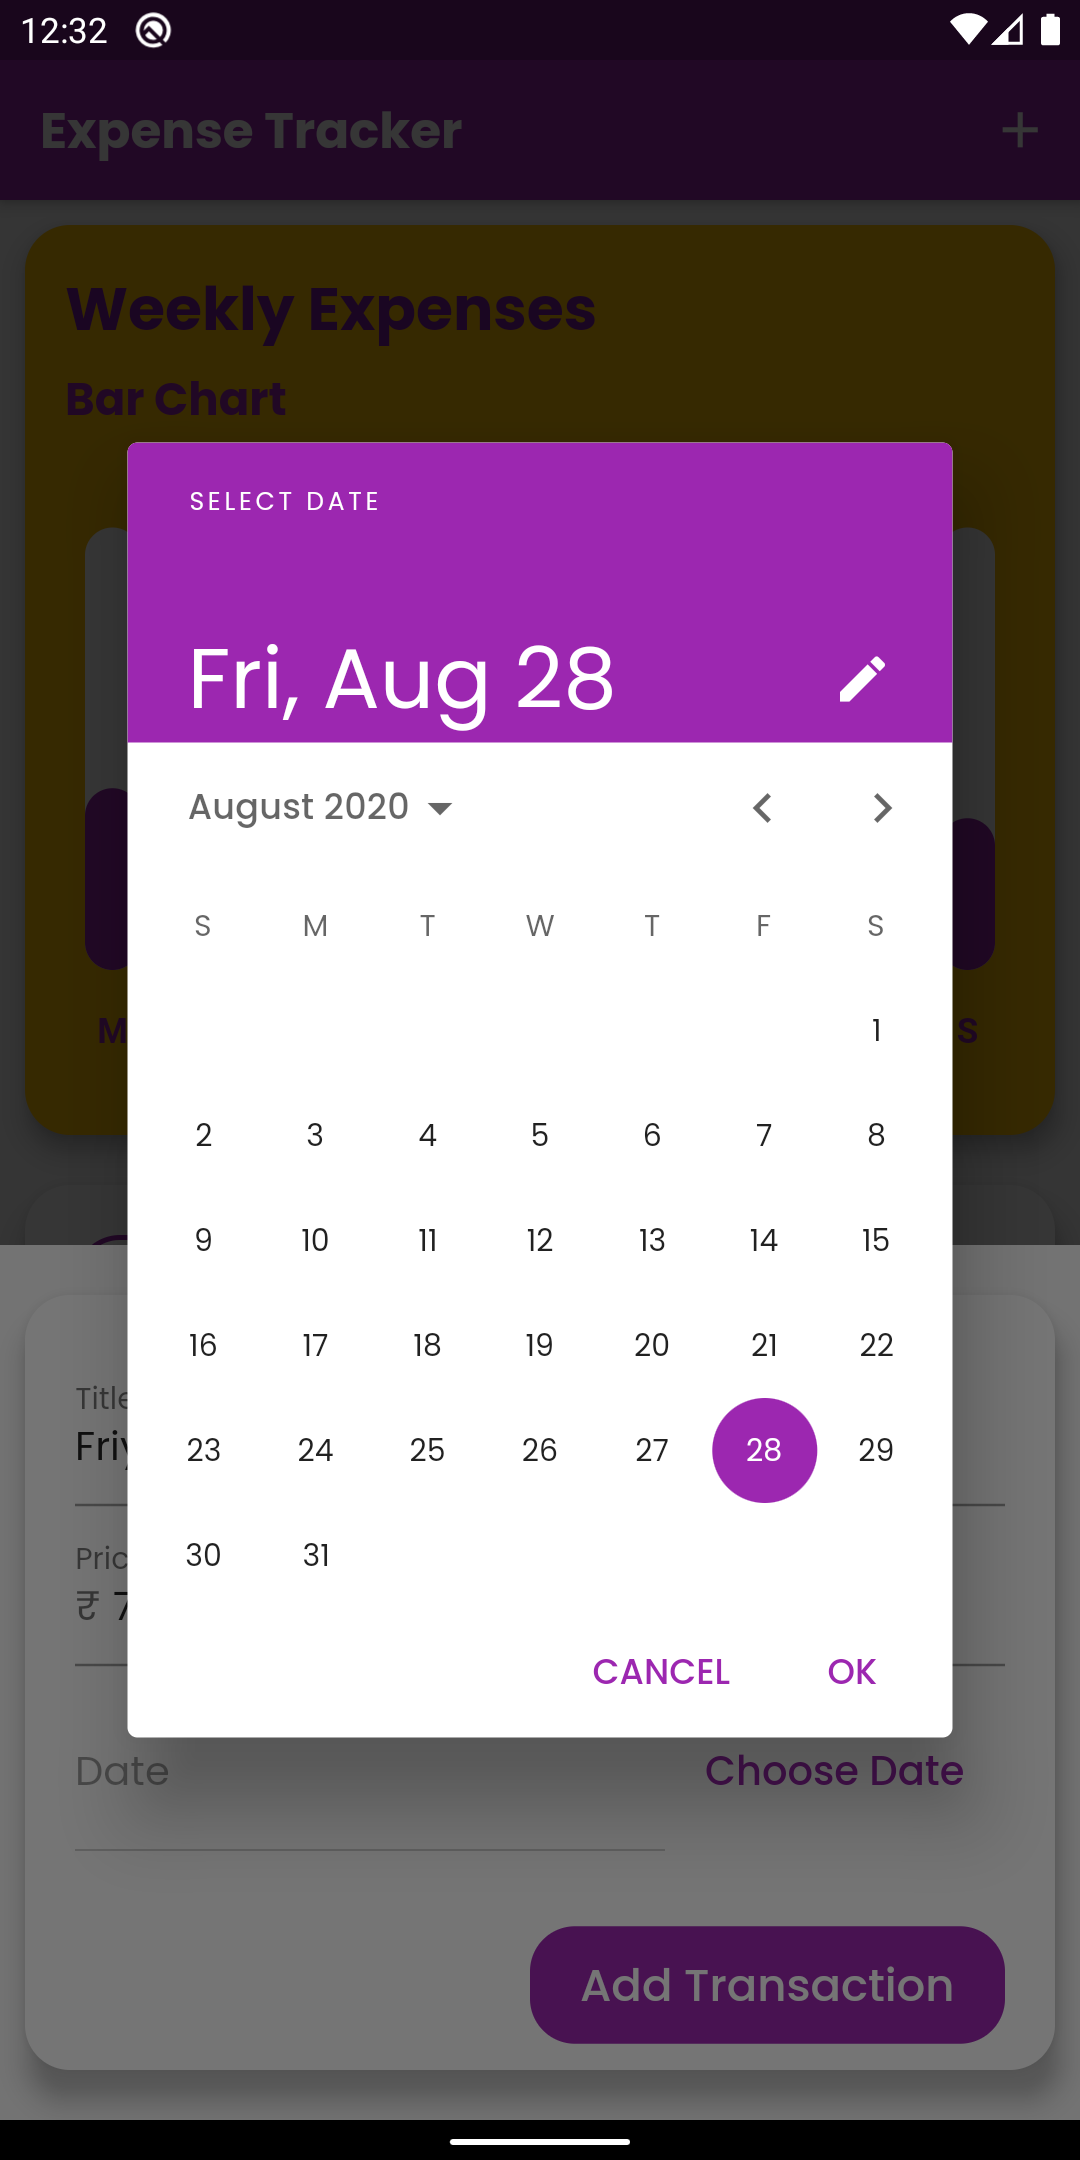 12:32
Expense Tracker
Weekly Expenses
Bar Chart
SELECT DATE
Fri, Aug 28
August 2020
S M T W T F S
1
2 3 4 5 6 7 8
9 10 11 12 13 14 15
16 17 18 19 20 21 22
23 24 25 26 27 28 29
30 31
CANCEL OK
M S
₹ 7
Date Choose Date
Add Transaction